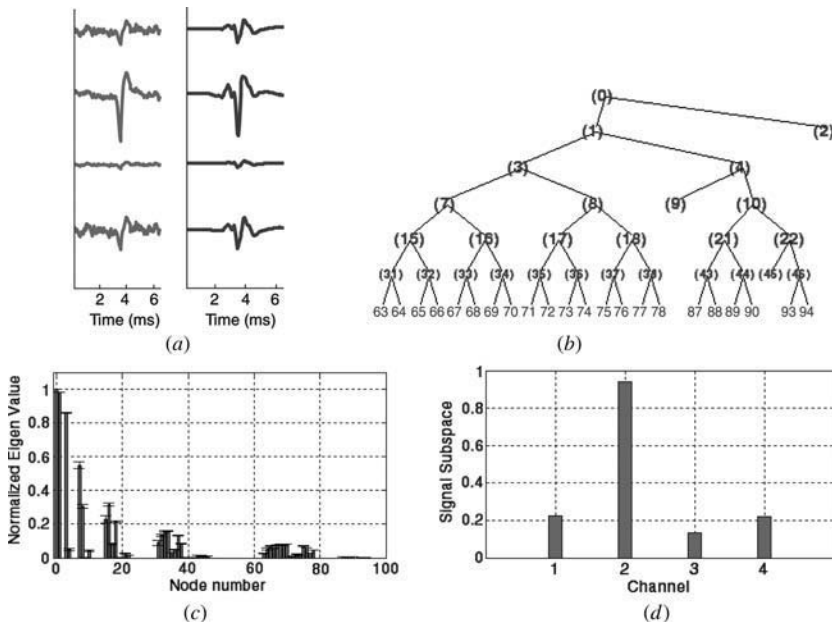 2 4 6 2 4 6
Time (ms) Time (ms)
(a)
(0)
(1) (2)
(3) (4)
(7) (8) (9) (10)
(15) (16) (17) (18) (21) (22)
(31) (32) (33) (34) (35) (36) (37) (38) (43) (44) (45) (46)
63 64 65 66 67 68 69 70 71 72 73 74 75 76 77 78 87 88 89 90 93 94
(b)
Normalized Eigen Value
1
0.8
0.6
0.4
0.2
0
0 20 40 60 80 100
Node number
(c)
Signal Subspace
1
0.8
0.6
0.4
0.2
0
1 2 3 4
Channel
(d)